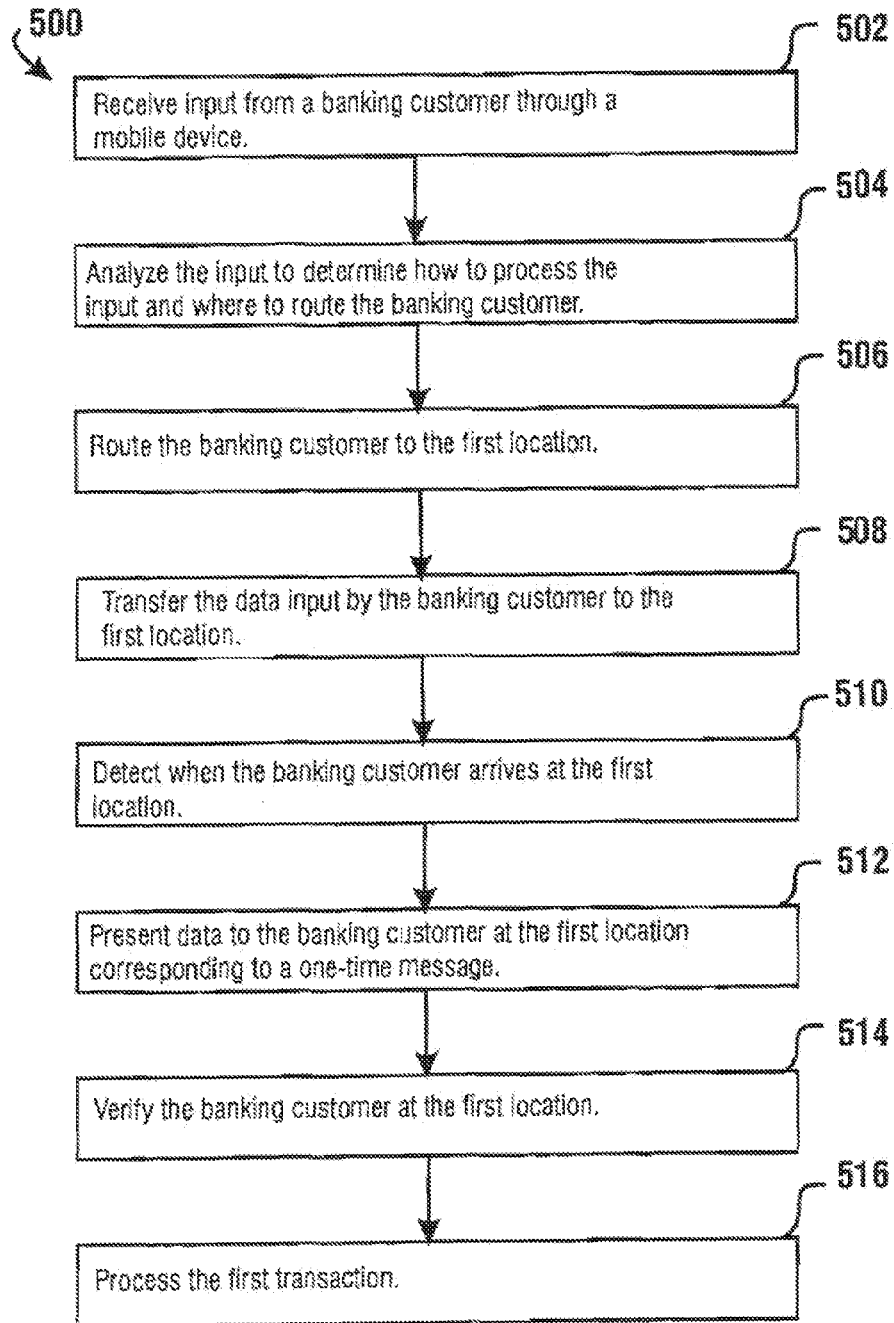 500
502
Receive input from a banking customer through a
mobile device.
504
Analyze the input to determine how to process the
input and where to route the banking customer.
506
Route the banking customer to the first location.
508
Transfer the data input by the banking customer to the
first location.
510
Detect when the banking customer arrives at the first
location.
512
Present data to the banking customer at the first location
corresponding to a one-time message.
514
Verify the banking customer at the first location.
516
Process the first transaction.